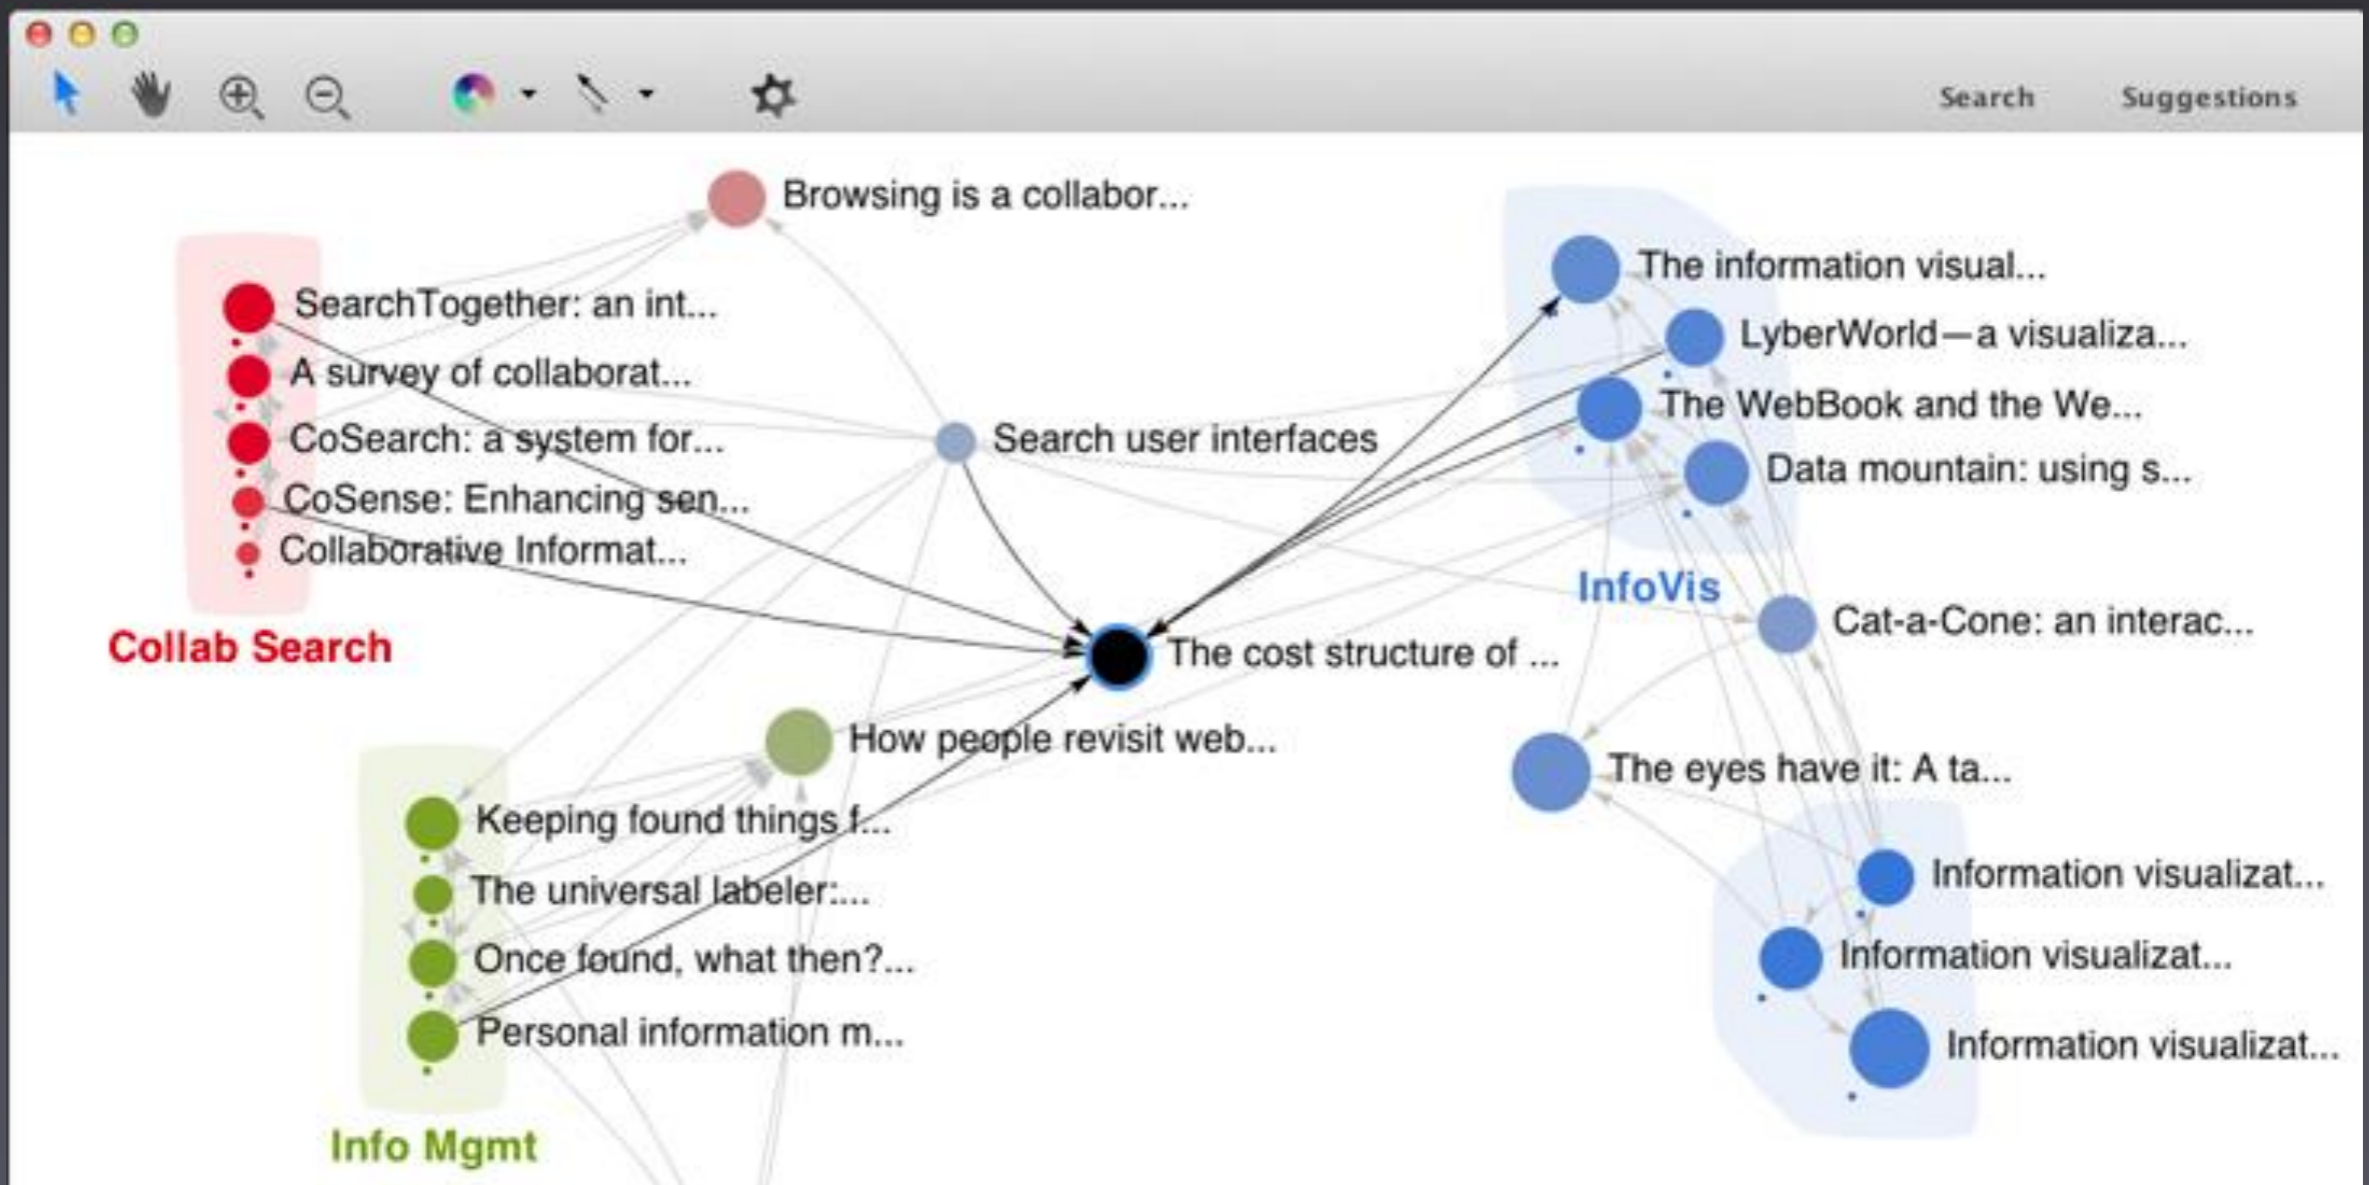 Search Suggestions
Browsing is a collabor...
The information visual...
SearchTogether: an int...
LyberWorld—a visualiza...
A survey of collaborat...
The WebBook and the We...
CoSearch: a system for...
Search user interfaces
Data mountain: using s...
CoSense: Enhancing sen...
Collaborative Informat...
InfoVis
Cat-a-Cone: an interac...
Collab Search
The cost structure of ...
How people revisit web...
The eyes have it: A ta...
Keeping found things f...
Information visualizat...
The universal labeler:...
Once found, what then?...
Information visualizat...
Personal information m...
Information visualizat...
Info Mgmt